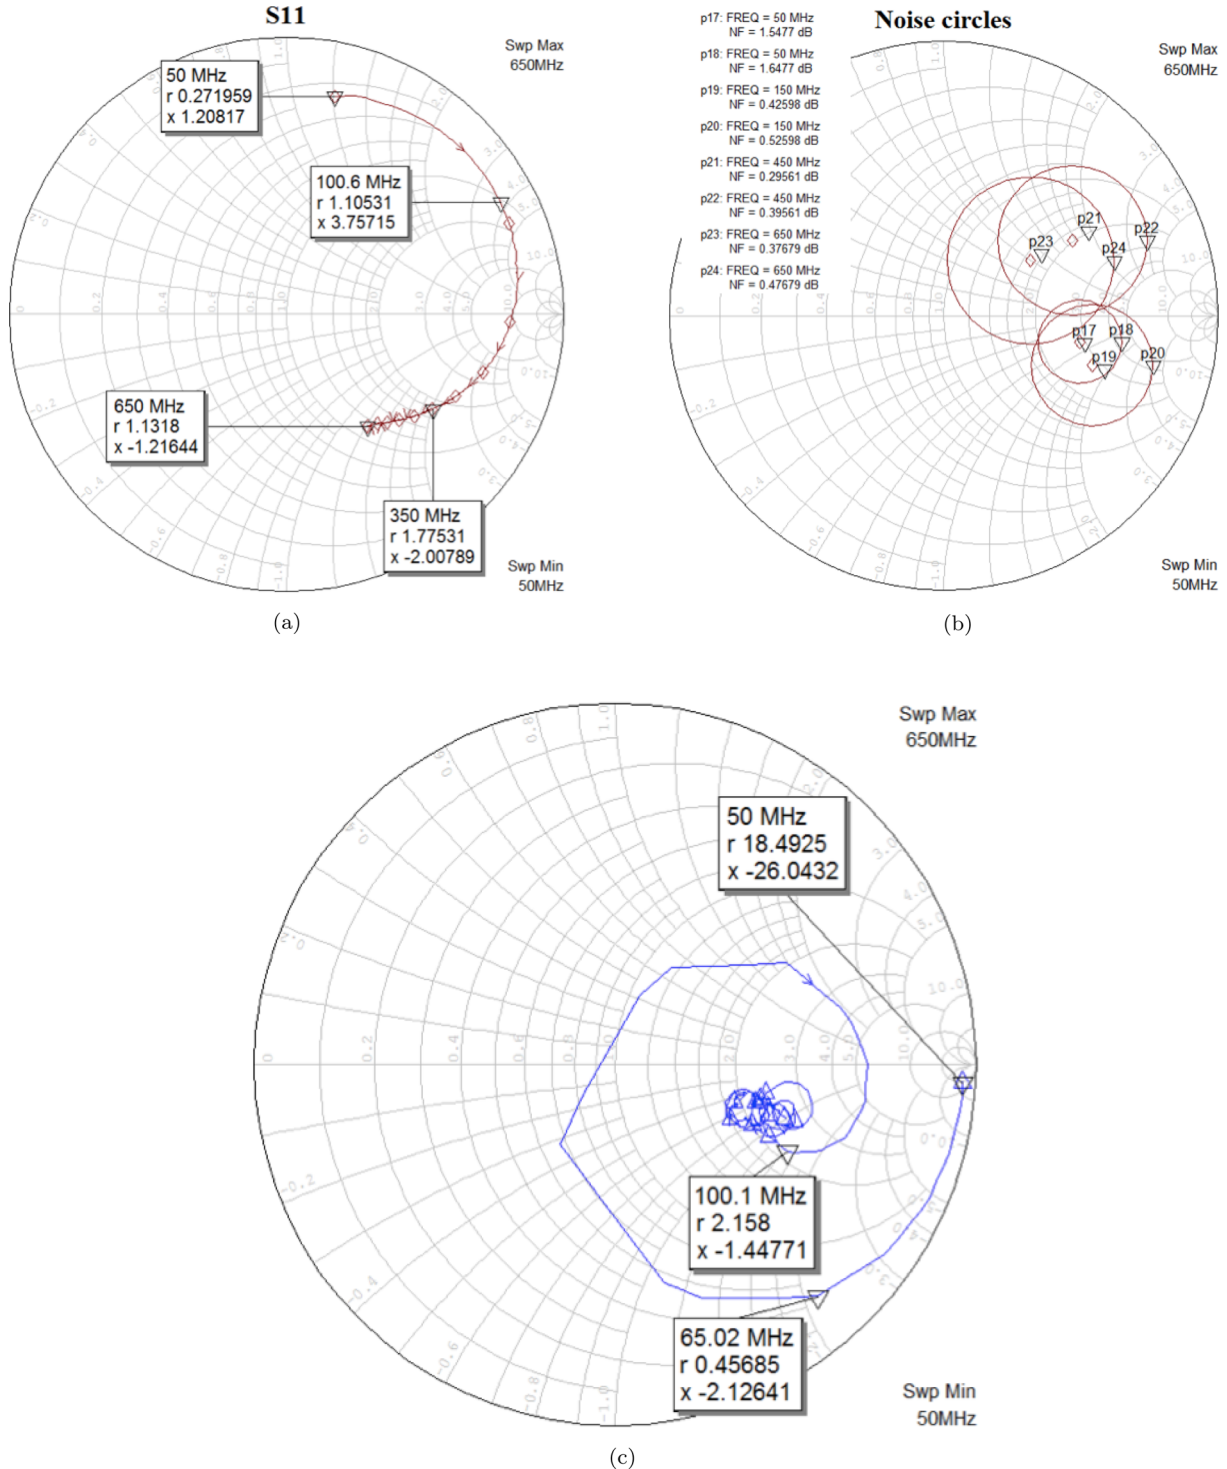 S11
Swp Max
650MHz
50 MHz
r 0.271959
x 1.20817
100.6 MHz
r 1.10531
x 3.75715
650 MHz
r 1.1318
x -1.21644
350 MHz
r 1.77531
x -2.00789
Swp Min
50MHz
(a)
Noise circles
p17: FREQ = 50 MHz
NF = 1.5477 dB
p18: FREQ = 50 MHz
NF = 1.6477 dB
p19: FREQ = 150 MHz
NF = 0.42598 dB
p20: FREQ = 150 MHz
NF = 0.52598 dB
p21: FREQ = 450 MHz
NF = 0.29561 dB
p22: FREQ = 450 MHz
NF = 0.39561 dB
p23: FREQ = 650 MHz
NF = 0.37679 dB
p24: FREQ = 650 MHz
NF = 0.47679 dB
Swp Max
650MHz
p21
p22
p23
p24
p17
p18
p19
p20
Swp Min
50MHz
(b)
Swp Max
650MHz
50 MHz
r 18.4925
x -26.0432
100.1 MHz
r 2.158
x -1.44771
65.02 MHz
r 0.45685
x -2.12641
Swp Min
50MHz
(c)